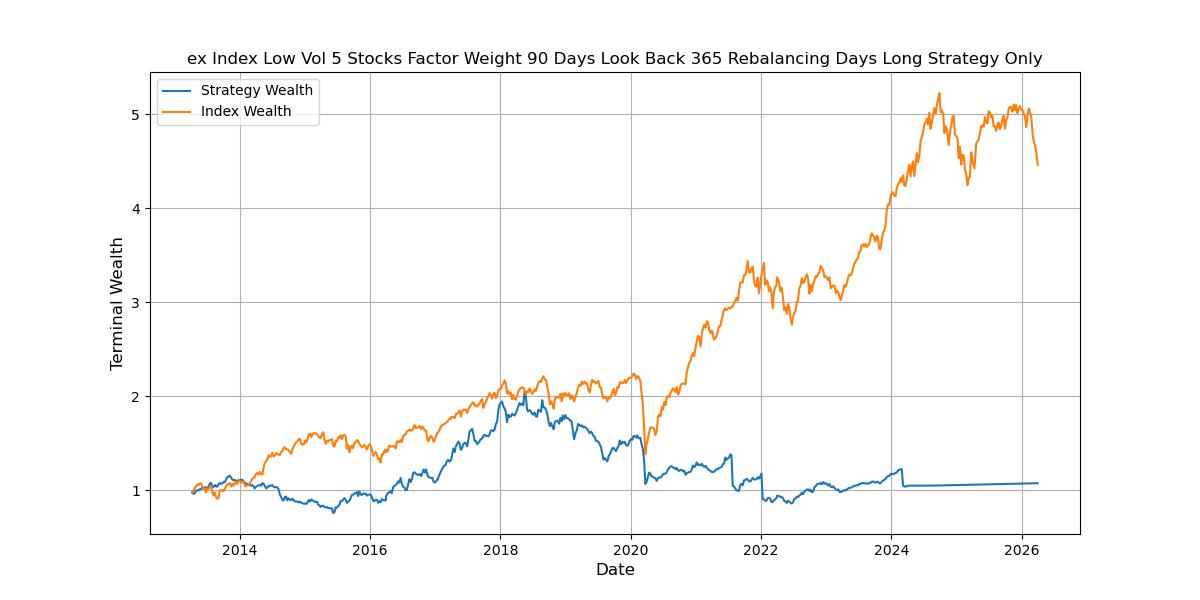 ex Index Low Vol 5 Stocks Factor Weight 90 Days Look Back 365 Rebalancing Days Long Strategy Only
Strategy Wealth
Index Wealth
Terminal Wealth
5
4
3
2
1
2014 2016 2018 2020 2022 2024 2026
Date